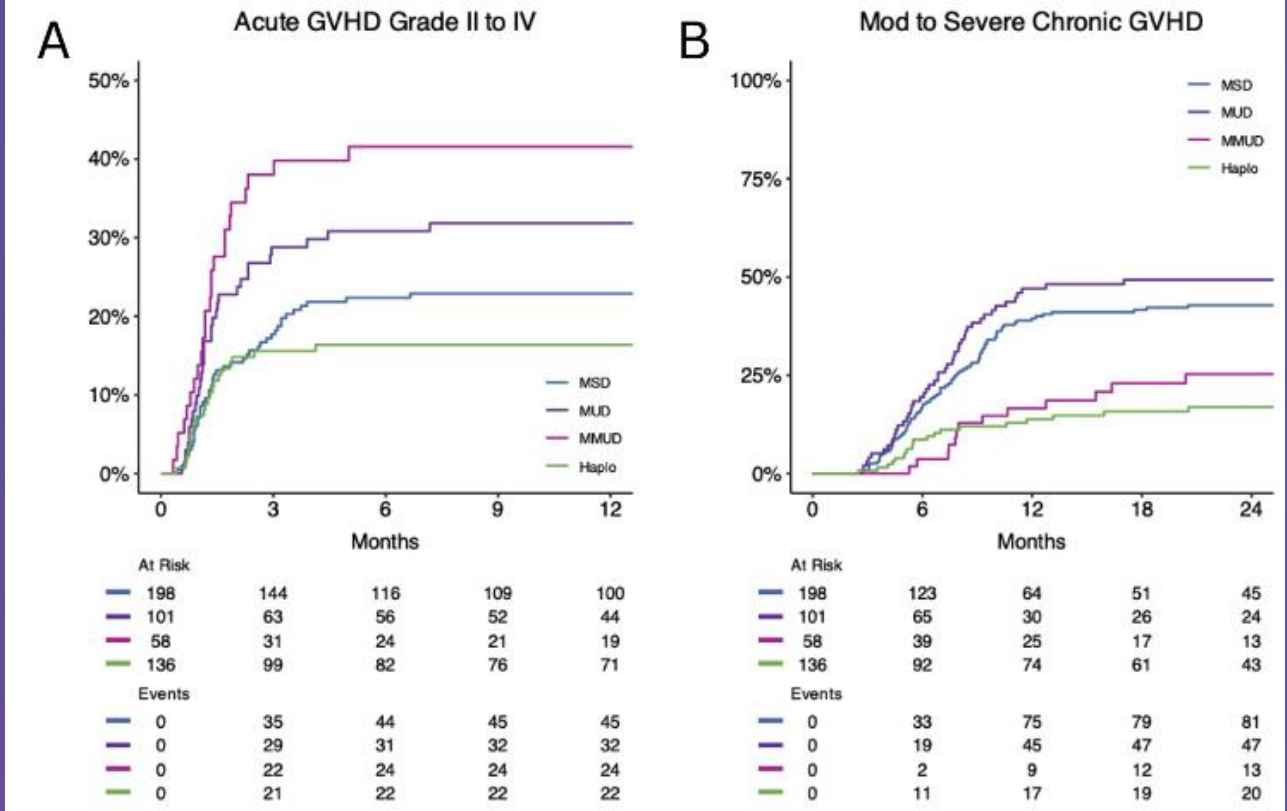 A
Acute GVHD Grade II to IV
50%
40%
30%
20%
10%
0%
MSD
MUD
MMUD
Haplo
0 3 6 9 12
Months
At Risk
198 144 116 109 100
101 63 56 52 44
58 31 24 21 19
136 99 82 76 71
Events
0 35 44 45 45
0 29 31 32 32
0 22 24 24 24
0 21 22 22 22
B
Mod to Severe Chronic GVHD
100%
75%
50%
25%
0%
MSD
MUD
MMUD
Haplo
0 6 12 18 24
Months
At Risk
198 123 64 51 45
101 65 30 26 24
58 39 25 17 13
136 92 74 61 43
Events
0 33 75 79 81
0 19 45 47 47
0 2 9 12 13
0 11 17 19 20